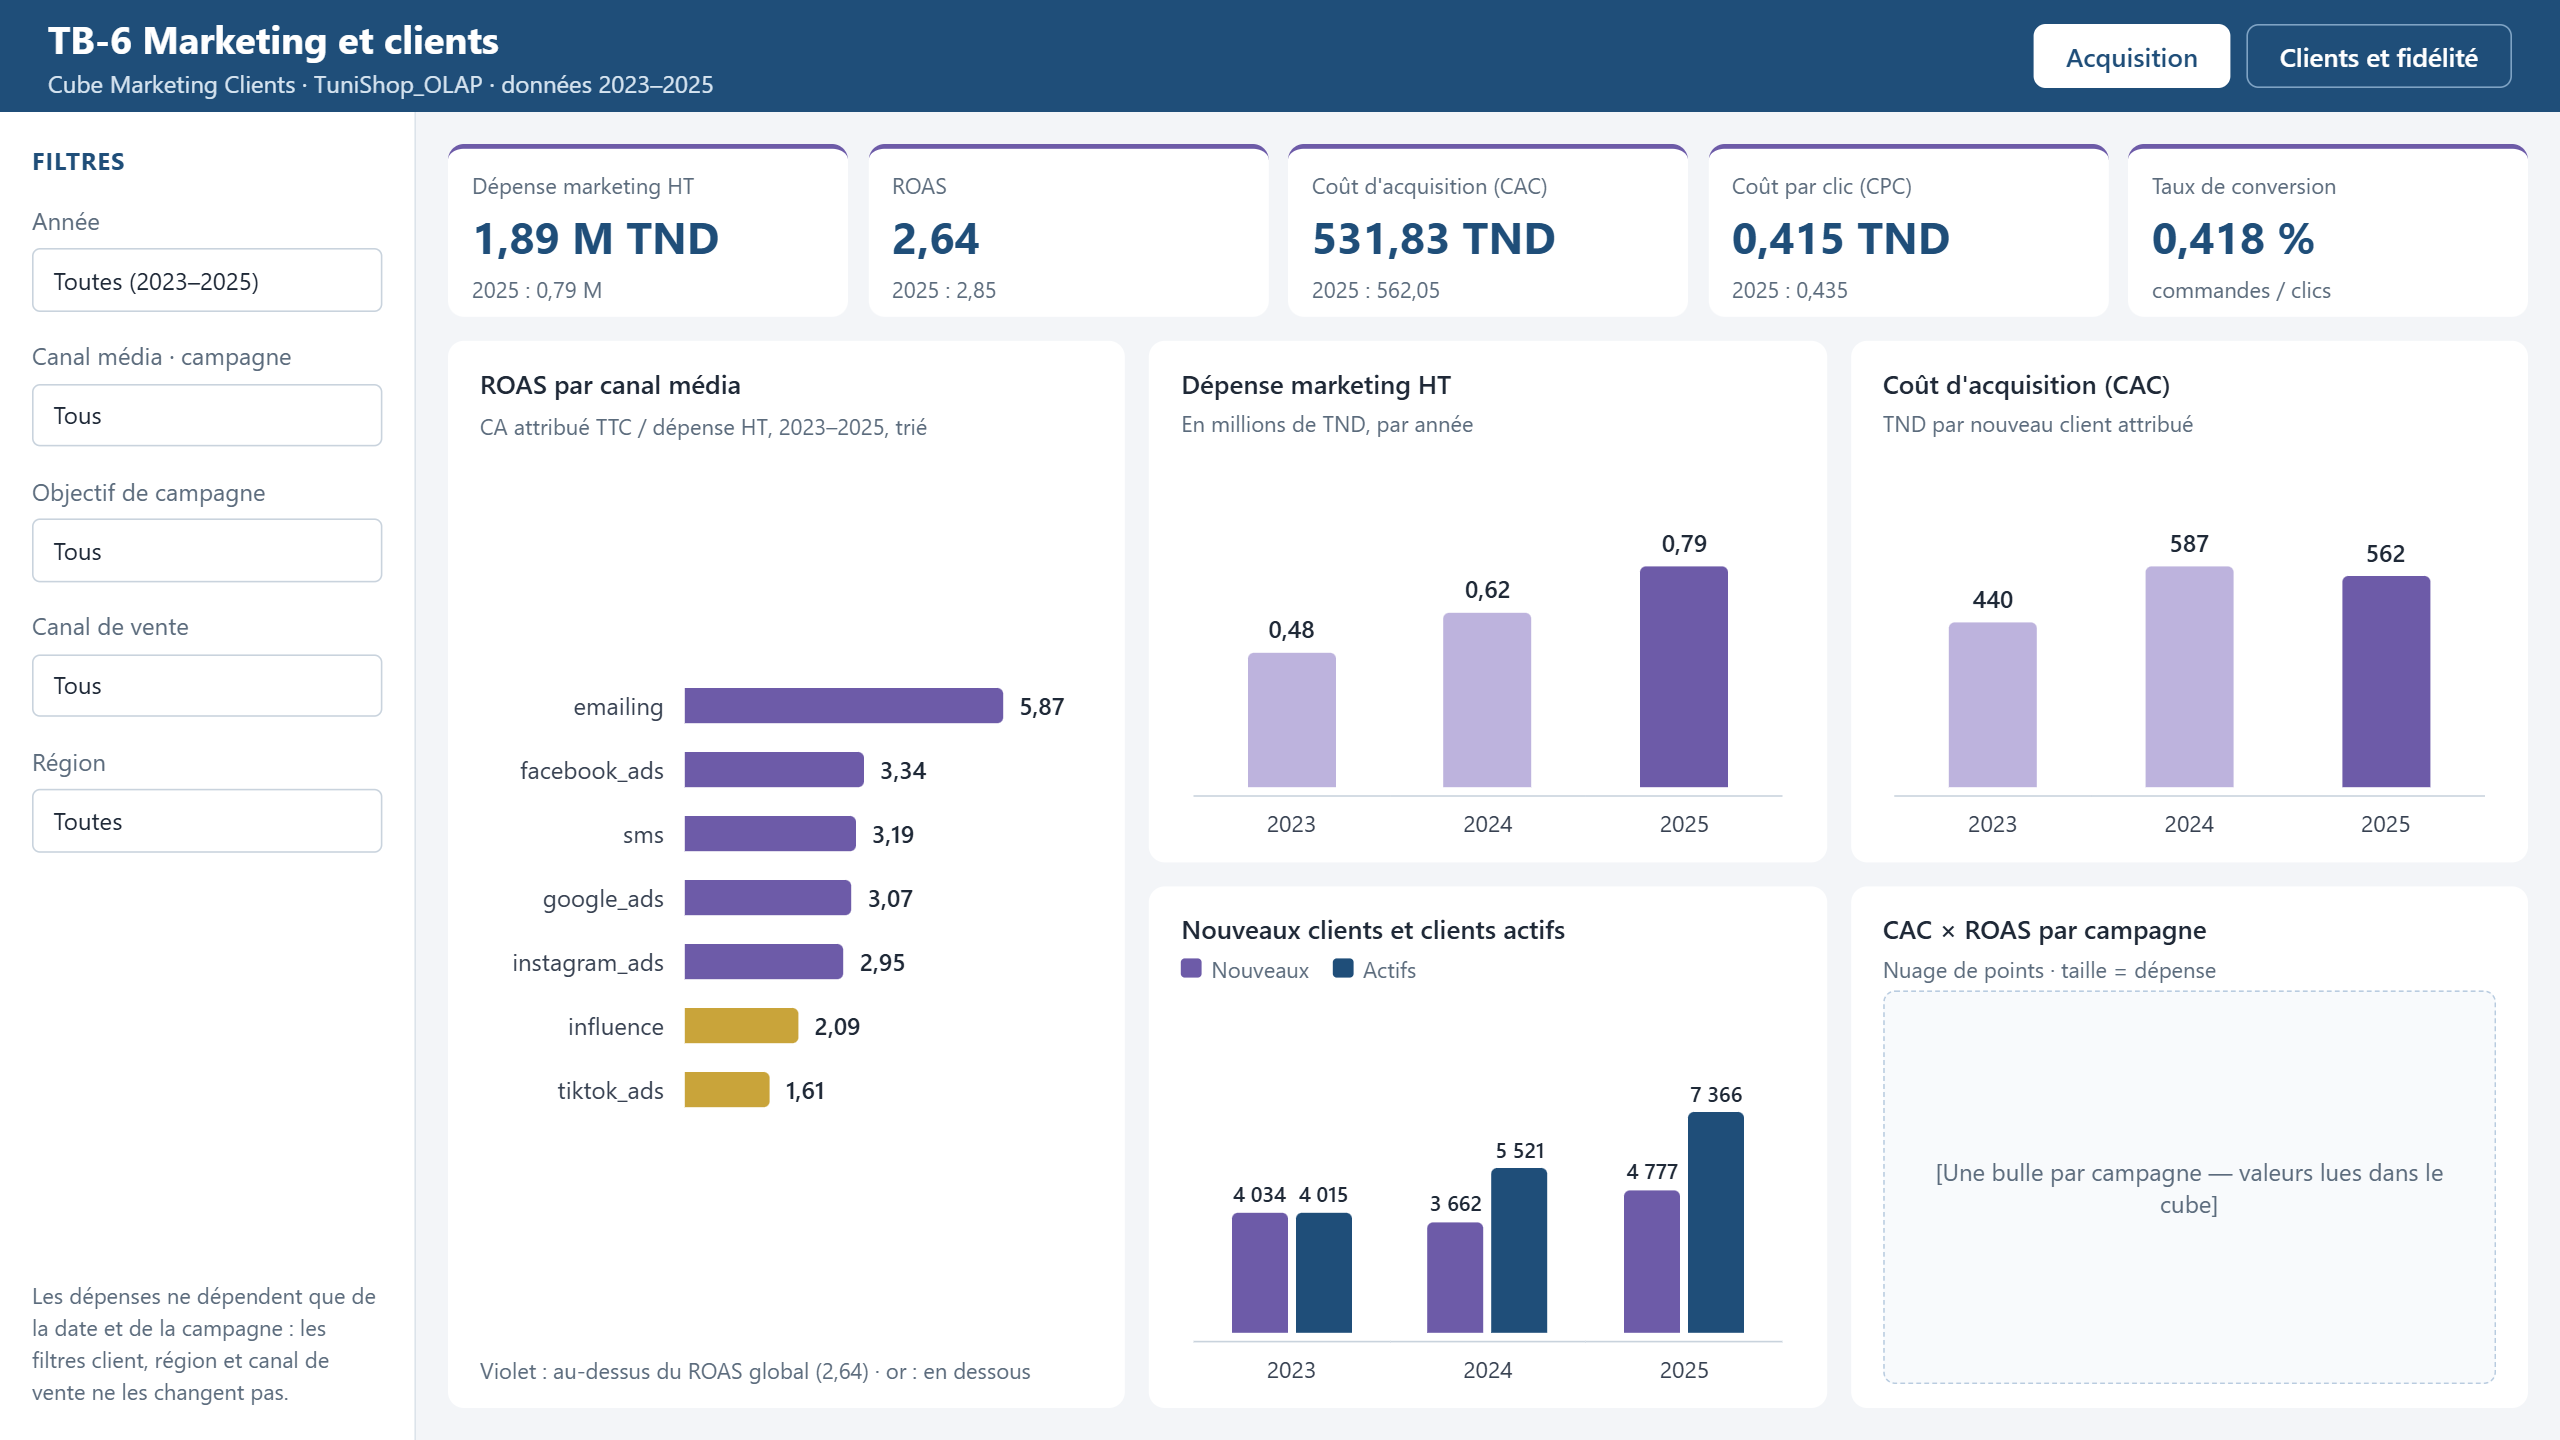 TB-6 Marketing et clients
Cube Marketing Clients · TuniShop_OLAP · données 2023–2025
Acquisition
Clients et fidélité
FILTRES
Année
Toutes (2023–2025)
Canal média · campagne
Tous
Objectif de campagne
Tous
Canal de vente
Tous
Région
Toutes
Les dépenses ne dépendent que de
la date et de la campagne : les
filtres client, région et canal de
vente ne les changent pas.
Dépense marketing HT
1,89 M TND
2025 : 0,79 M
ROAS
2,64
2025 : 2,85
Coût d'acquisition (CAC)
531,83 TND
2025 : 562,05
Coût par clic (CPC)
0,415 TND
2025 : 0,435
Taux de conversion
0,418 %
commandes / clics
ROAS par canal média
CA attribué TTC / dépense HT, 2023–2025, trié
emailing 5,87
facebook_ads 3,34
sms 3,19
google_ads 3,07
instagram_ads 2,95
influence 2,09
tiktok_ads 1,61
Violet : au-dessus du ROAS global (2,64) · or : en dessous
Dépense marketing HT
En millions de TND, par année
0,48 0,62 0,79
2023 2024 2025
Coût d'acquisition (CAC)
TND par nouveau client attribué
440 587 562
2023 2024 2025
Nouveaux clients et clients actifs
Nouveaux Actifs
4 034 4 015 3 662 5 521 4 777 7 366
2023 2024 2025
CAC × ROAS par campagne
Nuage de points · taille = dépense
[Une bulle par campagne — valeurs lues dans le
cube]